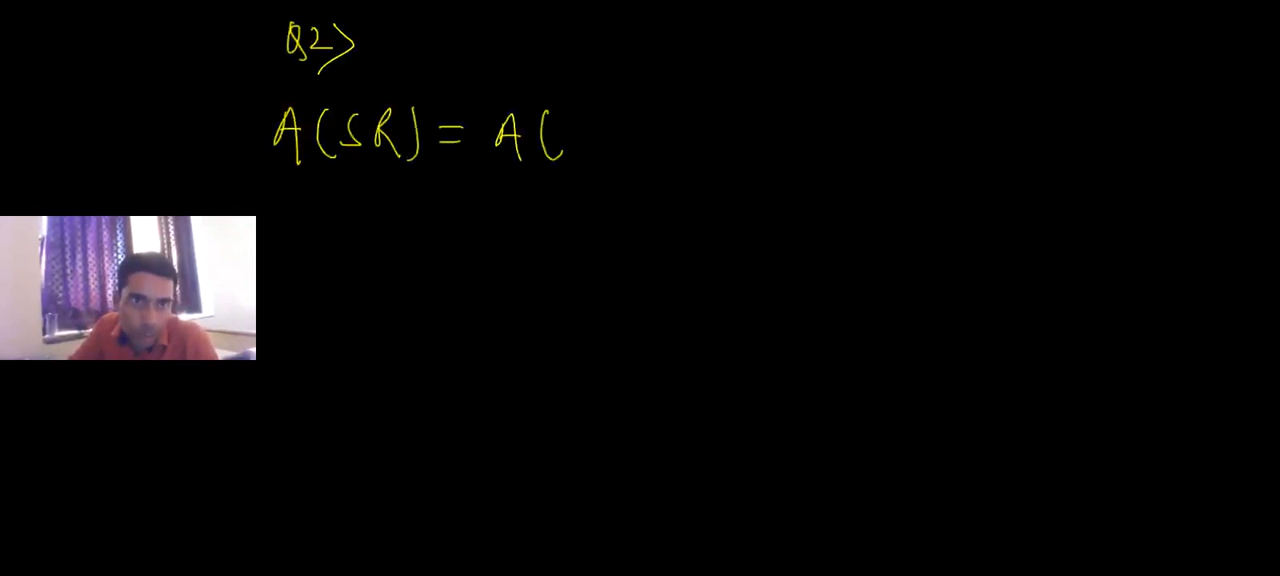 Q2>
A(SR) = A(